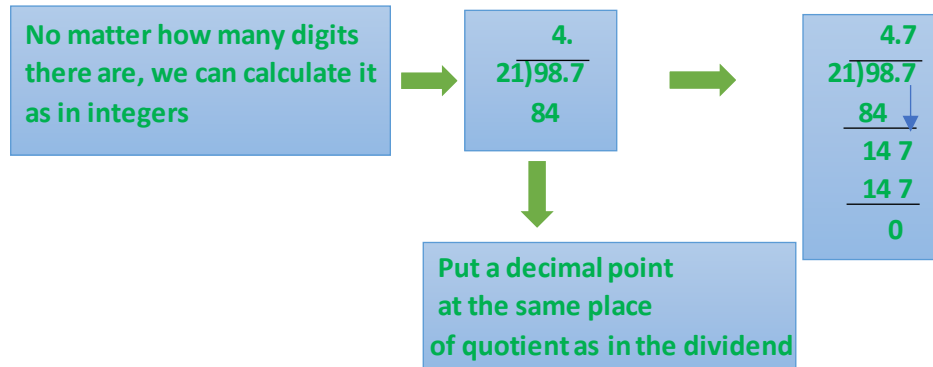 No matter how many digits
there are, we can calculate it
as in integers
4.
21)98.7
84
4.7
21)98.7
84
14 7
14 7
0
Put a decimal point
at the same place
of quotient as in the dividend